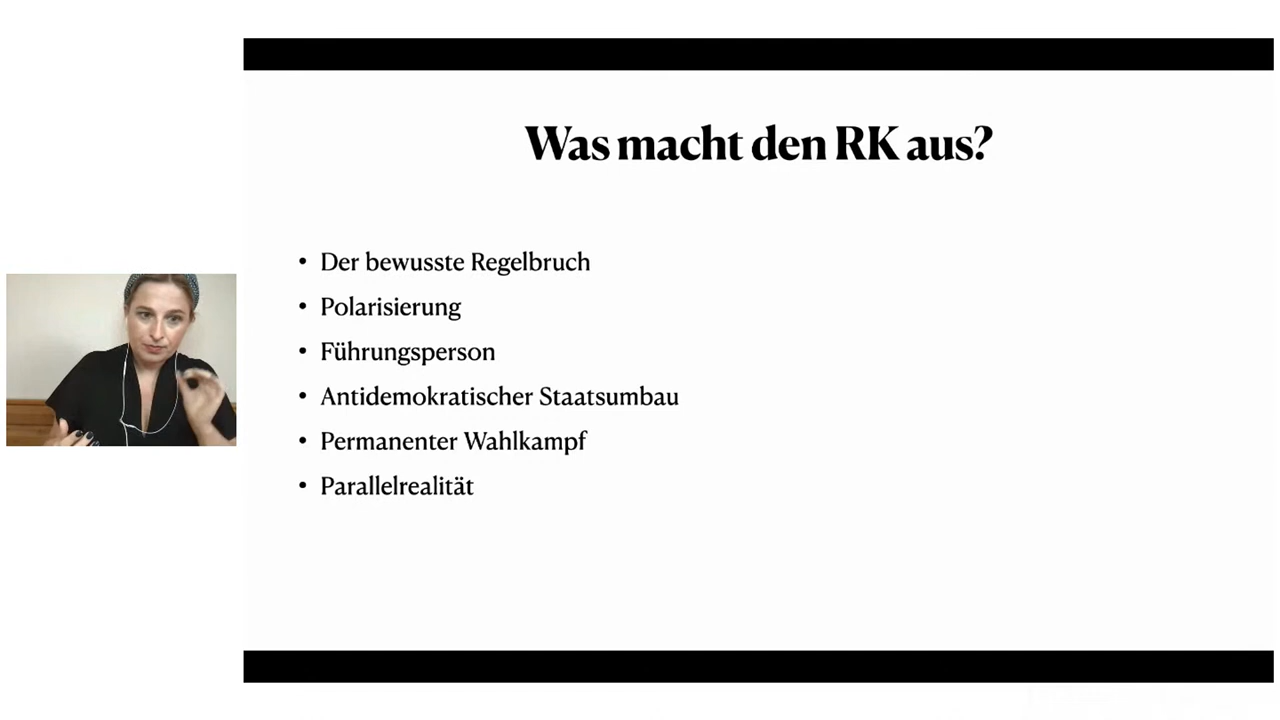 Was macht den RK aus?
• Der bewusste Regelbruch
• Polarisierung
• Führungsperson
• Antidemokratischer Staatsumbau
• Permanenter Wahlkampf
• Parallelrealität